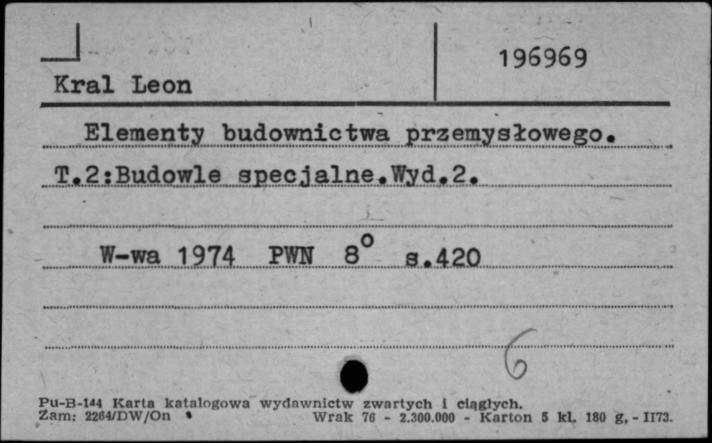 196969
Kral Leon
Elementy budownictwa przemysłowego.
T.2:Budowle specjalne.Wyd.2.
W-wa 1974 PWN 8° s.420
6
Pu-B-144 Karta katalogowa wydawnictw zwartych i ciągłych.
Zam: 2264/DW/On Wrak 76 - 2.300.000 - Karton 5 kl. 180 g, - II73.